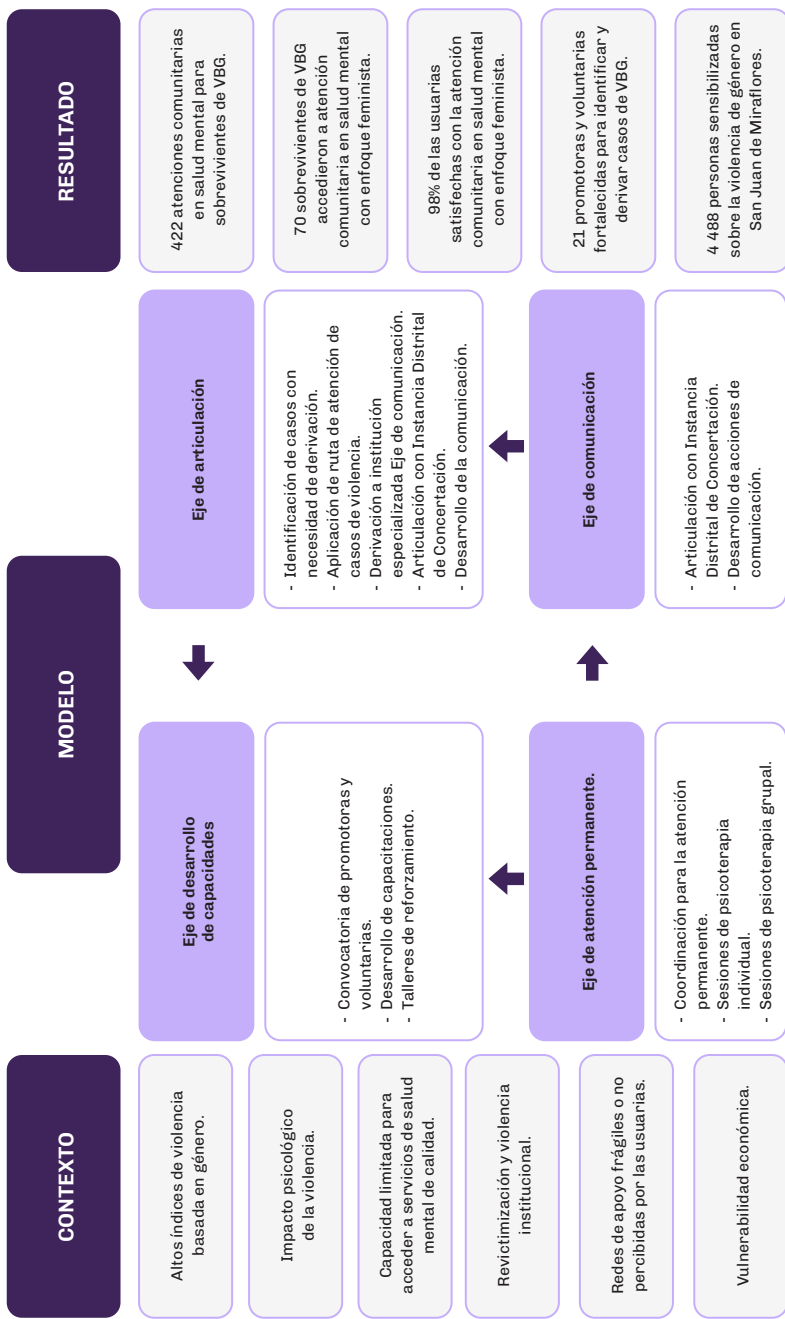 CONTEXTO
Altos índices de violencia
basada en género.
Impacto psicológico
de la violencia.
Capacidad limitada para
acceder a servicios de salud
mental de calidad.
Revictimización y violencia
institucional.
Redes de apoyo frágiles o no
percibidas por las usuarias.
Vulnerabilidad económica.
MODELO
Eje de desarrollo
de capacidades
- Convocatoria de promotoras y
voluntarias.
- Desarrollo de capacitaciones.
- Talleres de reforzamiento.
Eje de articulación
- Identificación de casos con
necesidad de derivación.
- Aplicación de ruta de atención de
casos de violencia.
- Derivación a institución
especializada Eje de comunicación.
- Articulación con Instancia Distrital
de Concertación.
- Desarrollo de la comunicación.
Eje de atención permanente.
- Coordinación para la atención
permanente.
- Sesiones de psicoterapia
individual.
- Sesiones de psicoterapia grupal.
Eje de comunicación
- Articulación con Instancia
Distrital de Concertación.
- Desarrollo de acciones de
comunicación.
RESULTADO
422 atenciones comunitarias
en salud mental para
sobrevivientes de VBG.
70 sobrevivientes de VBG
accedieron a atención
comunitaria en salud mental
con enfoque feminista.
98% de las usuarias
satisfechas con la atención
comunitaria en salud mental
con enfoque feminista.
21 promotoras y voluntarias
fortalecidas para identificar y
derivar casos de VBG.
4 488 personas sensibilizadas
sobre la violencia de género en
San Juan de Miraflores.